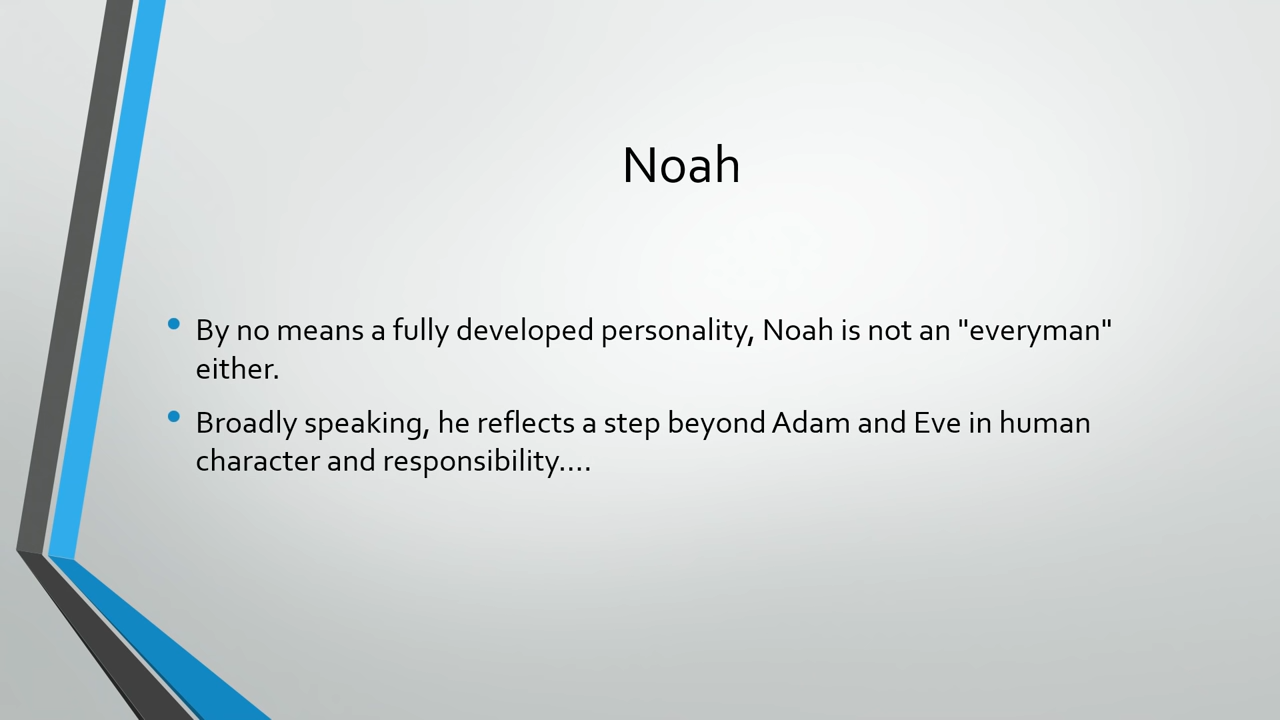 Noah
• By no means a fully developed personality, Noah is not an "everyman"
either.
• Broadly speaking, he reflects a step beyond Adam and Eve in human
character and responsibility....